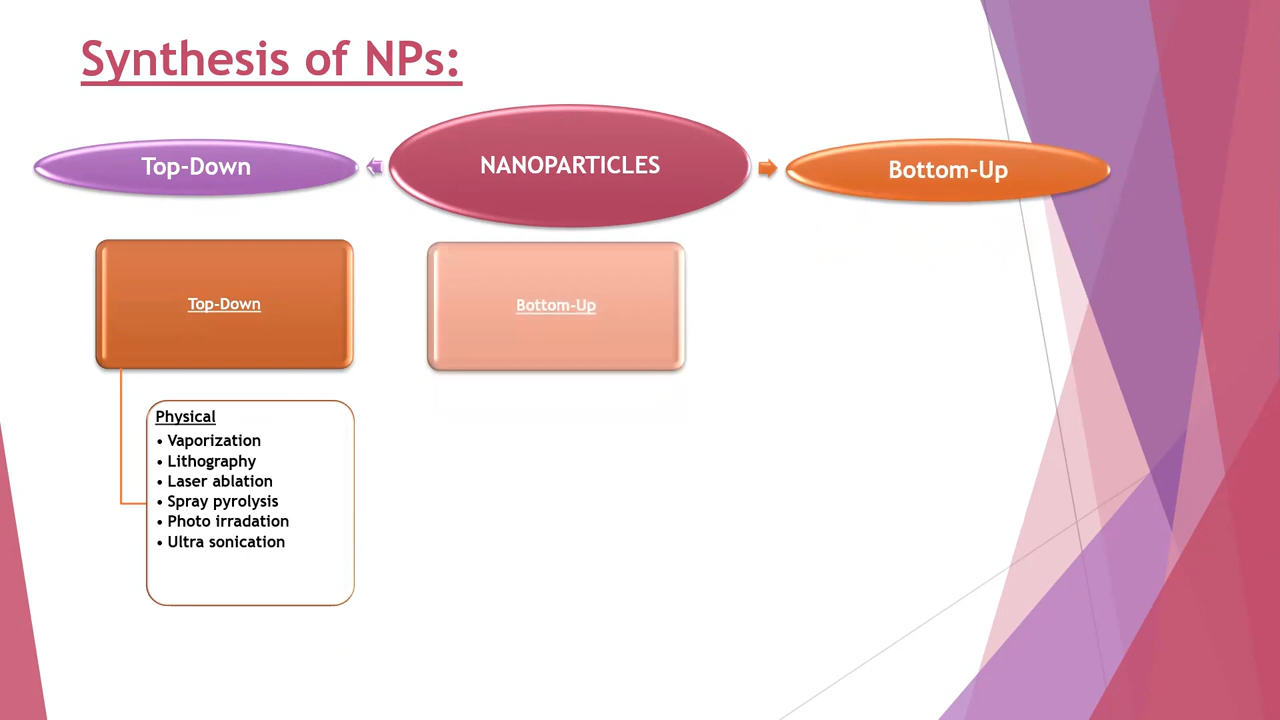 Synthesis of NPs:
Top-Down
NANOPARTICLES
Bottom-Up
Top-Down
Bottom-Up
Physical
• Vaporization
• Lithography
• Laser ablation
• Spray pyrolysis
• Photo irradation
• Ultra sonication